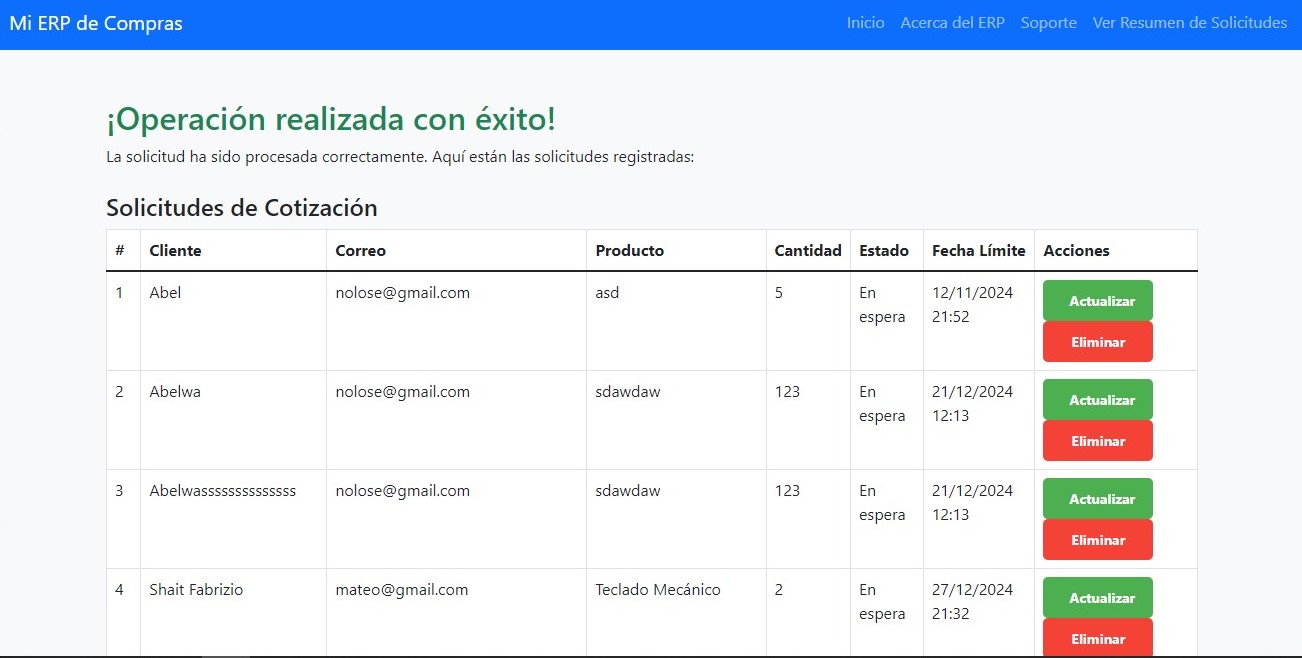 Mi ERP de Compras
Inicio Acerca del ERP Soporte Ver Resumen de Solicitudes
¡Operación realizada con éxito!
La solicitud ha sido procesada correctamente. Aquí están las solicitudes registradas:
Solicitudes de Cotización
# Cliente Correo Producto Cantidad Estado Fecha Límite Acciones
1 Abel nolose@gmail.com asd 5 En espera 12/11/2024 21:52 Actualizar Eliminar
2 Abelwa nolose@gmail.com sdawdaw 123 En espera 21/12/2024 12:13 Actualizar Eliminar
3 Abelwassssssssssssss nolose@gmail.com sdawdaw 123 En espera 21/12/2024 12:13 Actualizar Eliminar
4 Shait Fabrizio mateo@gmail.com Teclado Mecánico 2 En espera 27/12/2024 21:32 Actualizar Eliminar